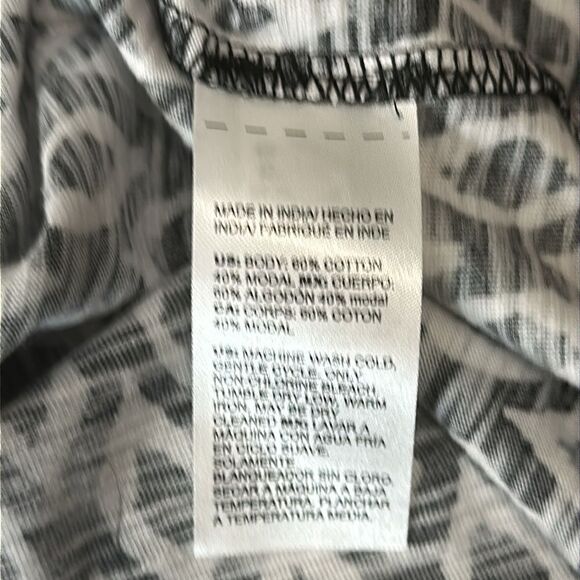 MADE IN INDIA/ HECHO EN
INDIA/ FABRIQUÉ EN INDE
US: BODY: 60% COTTON
40% MODAL MX: CUERPO:
60% ALGODON 40% modal
CA: CORPS: 60% COTON
40% MODAL
US: MACHINE WASH COLD,
GENTLE CYCLE, ONLY
NON CHLORINE BLEACH,
TUMBLE DRY LOW, WARM
IRON, MAY BE DRY
CLEANED MX: LAVAR A
MAQUINA CON AGUA FRIA
EN CICLO SUAVE,
SOLAMENTE
BLANQUEADOR SIN CLORO,
SECAR A MAQUINA A BAJA
TEMPERATURA, PLANCHAR
A TEMPERATURA MEDIA,